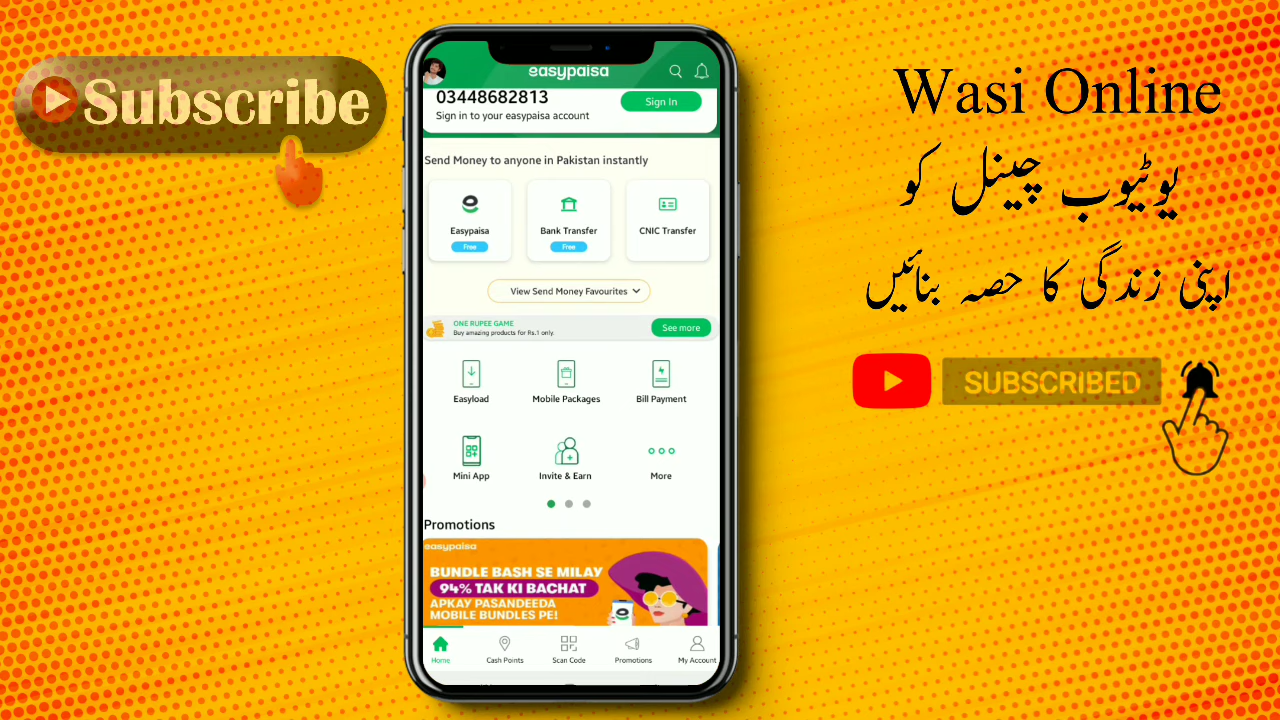 Subscribe
easypaisa
03448682813
Sign In
Sign in to your easypaisa account
Send Money to anyone in Pakistan instantly
Easypaisa
Free
Bank Transfer
Free
CNIC Transfer
View Send Money Favourites
ONE RUPEE GAME
Buy amazing products for Rs.1 only.
See more
Easyload
Mobile Packages
Bill Payment
Mini App
Invite & Earn
More
Promotions
easypaisa
BUNDLE BASH SE MILAY
94% TAK KI BACHAT
APKAY PASANDEEDA
MOBILE BUNDLES PE!
Home
Cash Points
Scan Code
Promotions
My Account
Wasi Online
یوٹیوب چینل کو
اپنی زندگی کا حصہ بنائیں
SUBSCRIBED